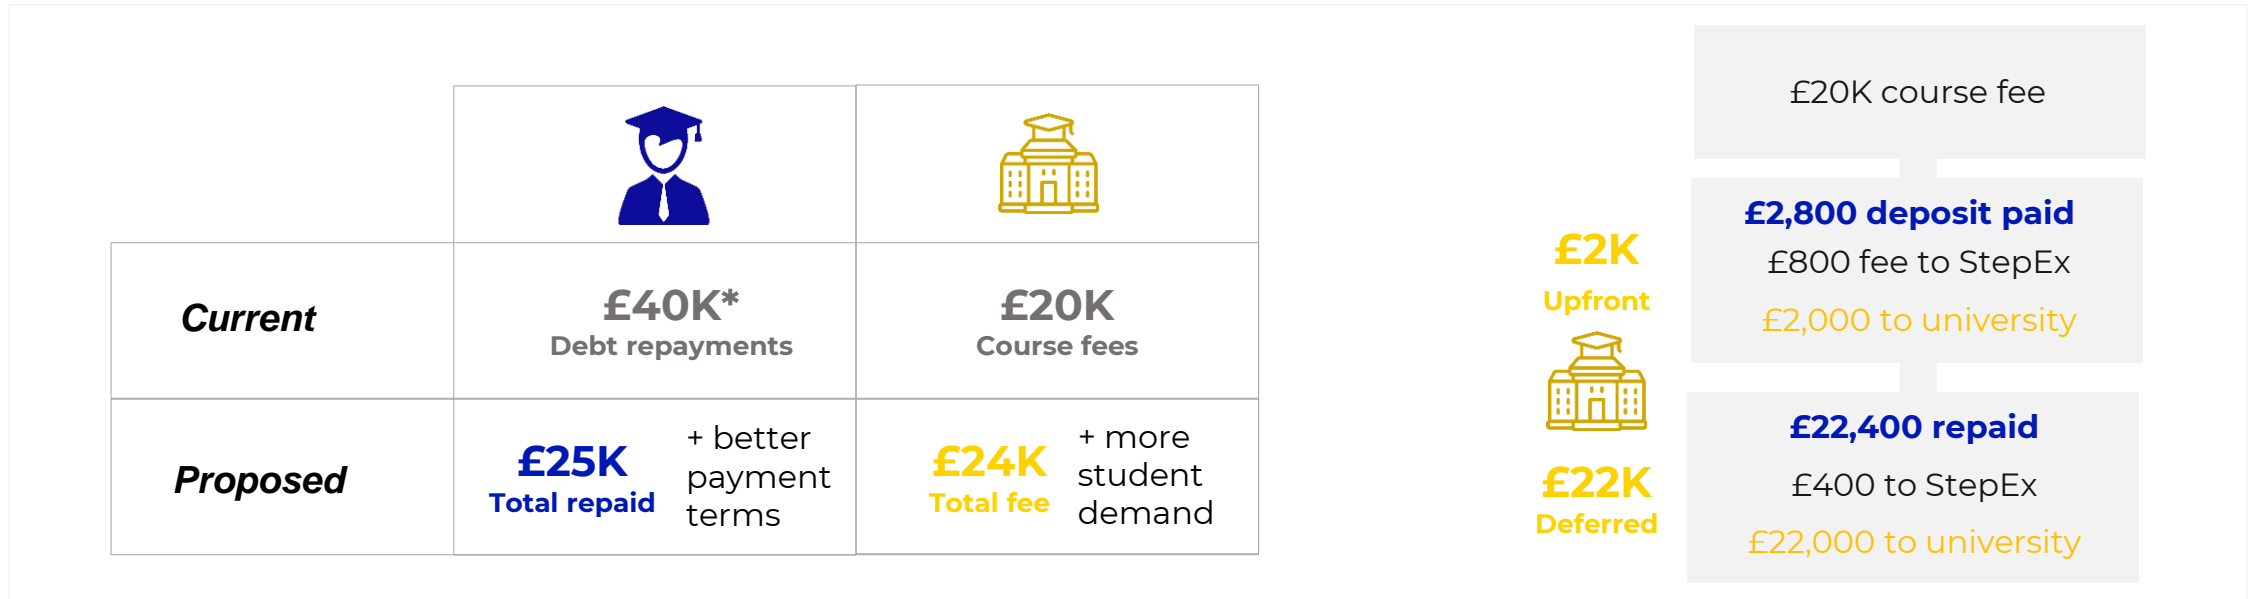 Current
£40K*
Debt repayments
£20K
Course fees
Proposed
£25K
Total repaid
+ better
payment
terms
£24K
Total fee
+ more
student
demand
£2K
Upfront
£22K
Deferred
£20K course fee
£2,800 deposit paid
£800 fee to StepEx
£2,000 to university
£22,400 repaid
£400 to StepEx
£22,000 to university